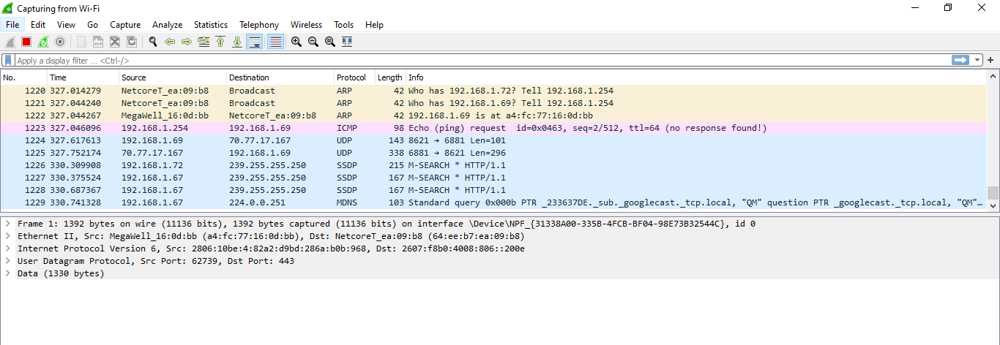 Capturing from Wi-Fi
File Edit View Go Capture Analyze Statistics Telephony Wireless Tools Help
Apply a display filter ... <Ctrl-/>
No. Time Source Destination Protocol Length Info
1220 327.014279 NetcoreT_ea:09:b8 Broadcast ARP 42 Who has 192.168.1.72? Tell 192.168.1.254
1221 327.044240 NetcoreT_ea:09:b8 Broadcast ARP 42 Who has 192.168.1.69? Tell 192.168.1.254
1222 327.044267 MegaWell_16:0d:bb NetcoreT_ea:09:b8 ARP 42 192.168.1.69 is at a4:fc:77:16:0d:bb
1223 327.046096 192.168.1.254 192.168.1.69 ICMP 98 Echo (ping) request id=0x0463, seq=2/512, ttl=64 (no response found!)
1224 327.617613 192.168.1.69 70.77.17.167 UDP 143 8621 → 6881 Len=101
1225 327.752174 70.77.17.167 192.168.1.69 UDP 338 6881 → 8621 Len=296
1226 330.309908 192.168.1.72 239.255.255.250 SSDP 215 M-SEARCH * HTTP/1.1
1227 330.375524 192.168.1.67 239.255.255.250 SSDP 167 M-SEARCH * HTTP/1.1
1228 330.687367 192.168.1.67 239.255.255.250 SSDP 167 M-SEARCH * HTTP/1.1
1229 330.741328 192.168.1.67 224.0.0.251 MDNS 103 Standard query 0x000b PTR _233637DE._sub._googlecast._tcp.local, "QM" question PTR _googlecast._tcp.local, "QM"…
Frame 1: 1392 bytes on wire (11136 bits), 1392 bytes captured (11136 bits) on interface \Device\NPF_{31338A00-335B-4FCB-BF04-98E73B32544C}, id 0
Ethernet II, Src: MegaWell_16:0d:bb (a4:fc:77:16:0d:bb), Dst: NetcoreT_ea:09:b8 (64:ee:b7:ea:09:b8)
Internet Protocol Version 6, Src: 2806:10be:4:82a2:d9bd:286a:b0b:968, Dst: 2607:f8b0:4008:806::200e
User Datagram Protocol, Src Port: 62739, Dst Port: 443
Data (1330 bytes)